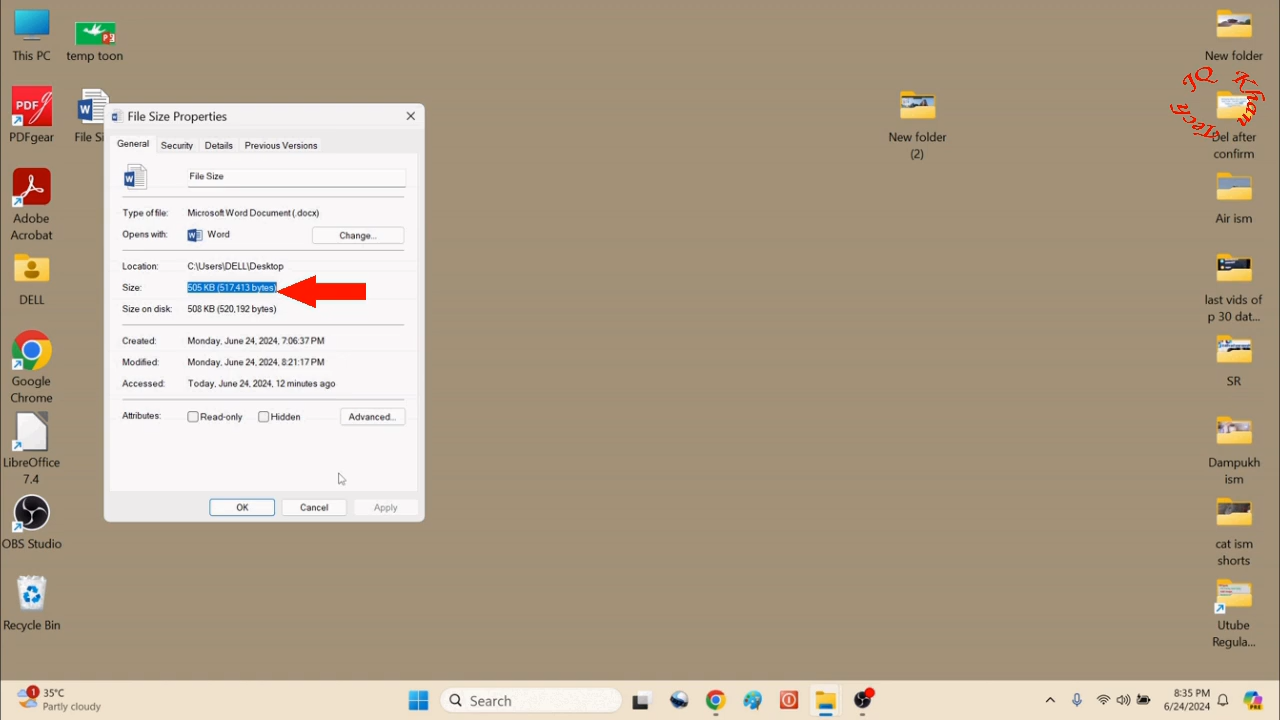 This PC
temp toon
PDFgear
File Si
Adobe
Acrobat
DELL
Google
Chrome
LibreOffice
7.4
OBS Studio
Recycle Bin
File Size Properties
General Security Details Previous Versions
File Size
Type of file: Microsoft Word Document (.docx)
Opens with: Word Change...
Location: C:\Users\DELL\Desktop
Size: 505 KB (517,413 bytes)
Size on disk: 508 KB (520,192 bytes)
Created: Monday, June 24, 2024, 7:06:37 PM
Modified: Monday, June 24, 2024, 8:21:17 PM
Accessed: Today, June 24, 2024, 12 minutes ago
Attributes: Read-only Hidden Advanced...
OK Cancel Apply
New folder
(2)
New folder
JQ Khan Tech
Del after
confirm
Air ism
last vids of
p 30 dat...
SR
Dampukh
ism
cat ism
shorts
Utube
Regula...
1
35°C
Partly cloudy
Search
8:35 PM
6/24/2024